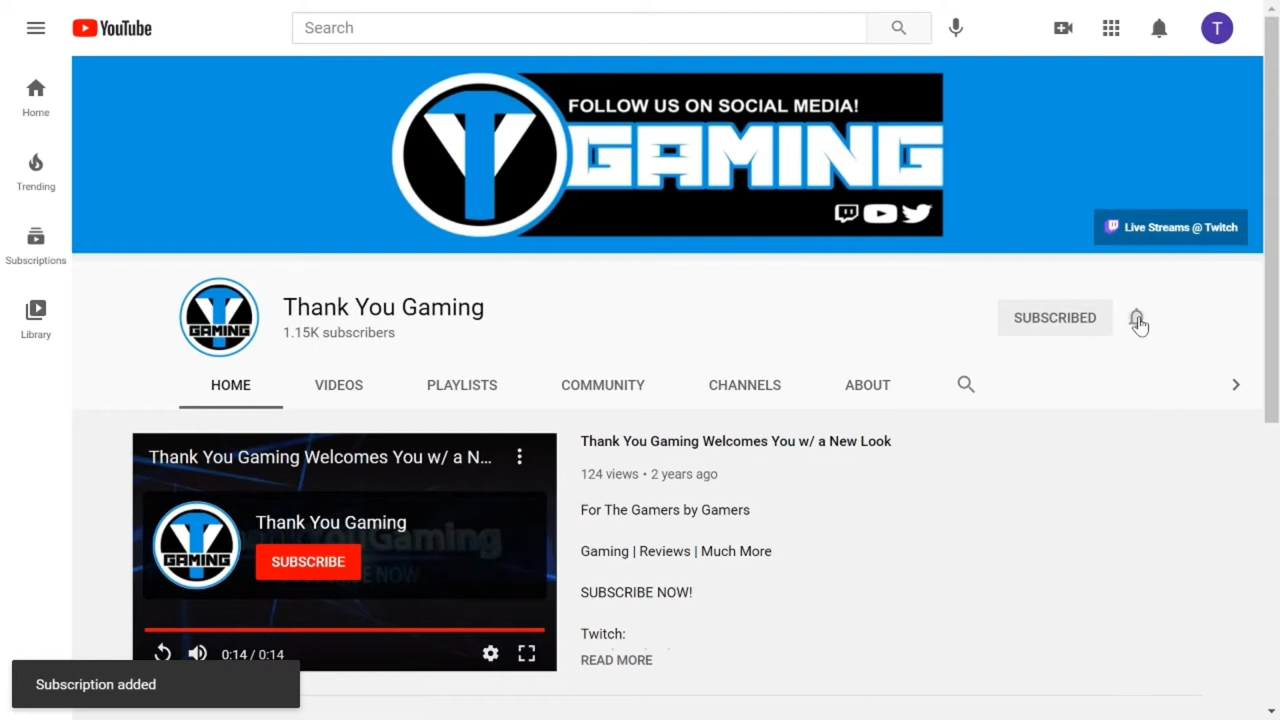 YouTube
Search
T
Home
Trending
Subscriptions
Library
FOLLOW US ON SOCIAL MEDIA!
TY GAMING
Live Streams @ Twitch
GAMING
Thank You Gaming
1.15K subscribers
SUBSCRIBED
HOME VIDEOS PLAYLISTS COMMUNITY CHANNELS ABOUT
Thank You Gaming Welcomes You w/ a N...
Thank You Gaming
GAMING
SUBSCRIBE
0:14 / 0:14
Thank You Gaming Welcomes You w/ a New Look
124 views • 2 years ago
For The Gamers by Gamers
Gaming | Reviews | Much More
SUBSCRIBE NOW!
Twitch:
READ MORE
Subscription added